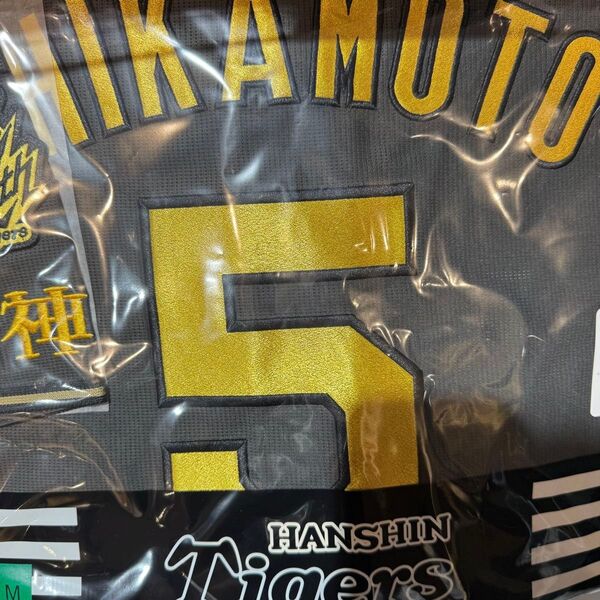 IKAMOTO
5
神
HANSHIN
Tigers
M